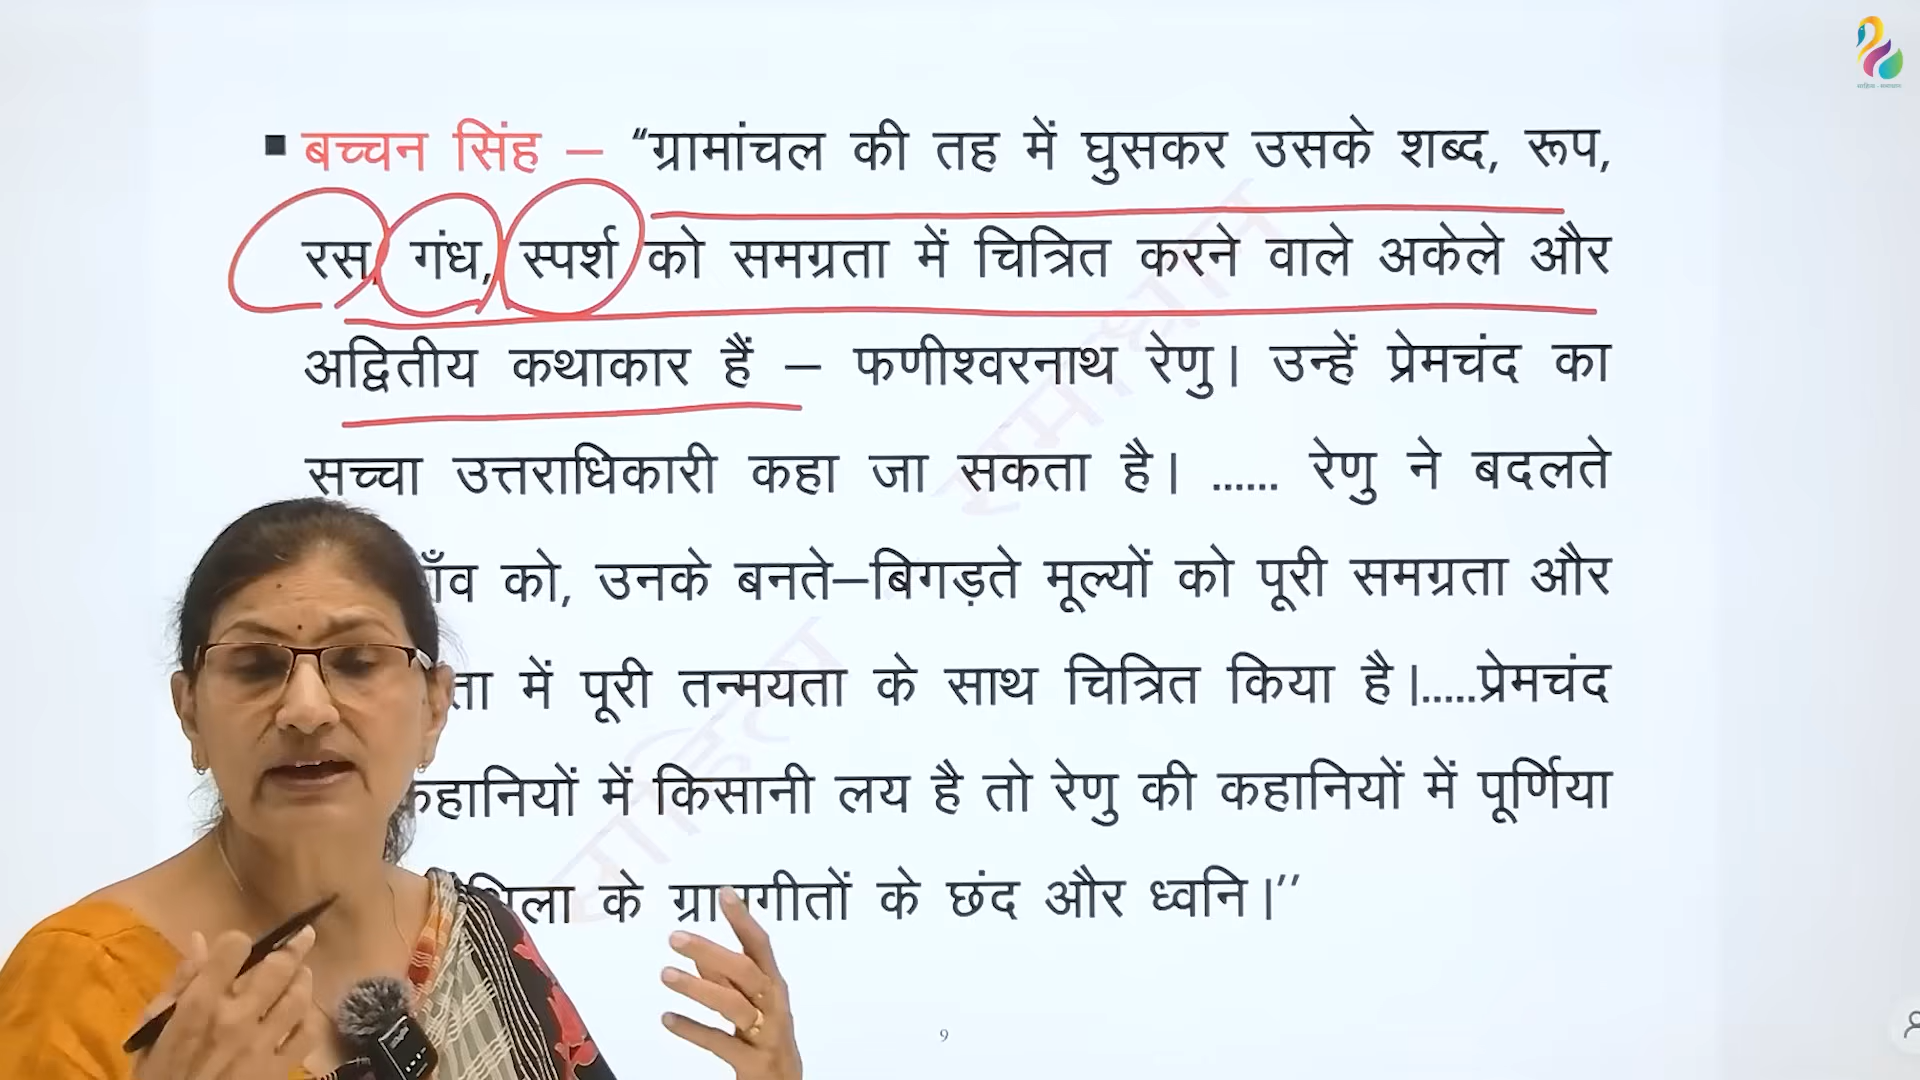 बच्चन सिंह – “ग्रामांचल की तह में घुसकर उसके शब्द, रूप,
रस, गंध, स्पर्श को समग्रता में चित्रित करने वाले अकेले और
अद्वितीय कथाकार हैं – फणीश्वरनाथ रेणु। उन्हें प्रेमचंद का
सच्चा उत्तराधिकारी कहा जा सकता है। ...... रेणु ने बदलते
को, उनके बनते–बिगड़ते मूल्यों को पूरी समग्रता और
में पूरी तन्मयता के साथ चित्रित किया है।.....प्रेमचंद
कहानियों में किसानी लय है तो रेणु की कहानियों में पूर्णिया
के ग्रामगीतों के छंद और ध्वनि।’’
9
साहित्य समाधान